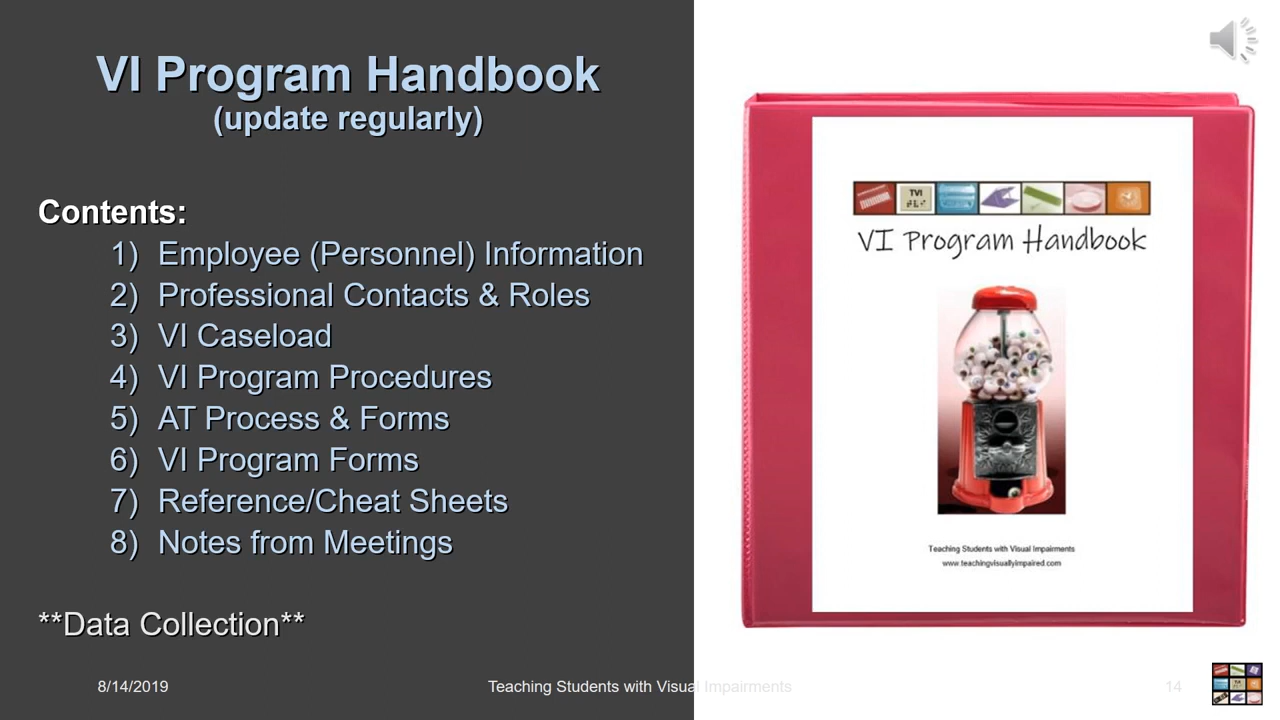 VI Program Handbook
(update regularly)
Contents:
1) Employee (Personnel) Information
2) Professional Contacts & Roles
3) VI Caseload
4) VI Program Procedures
5) AT Process & Forms
6) VI Program Forms
7) Reference/Cheat Sheets
8) Notes from Meetings
**Data Collection**
8/14/2019
Teaching Students with Visual Impairments
14
TVI
VI Program Handbook
Teaching Students with Visual Impairments
www.teachingvisuallyimpaired.com